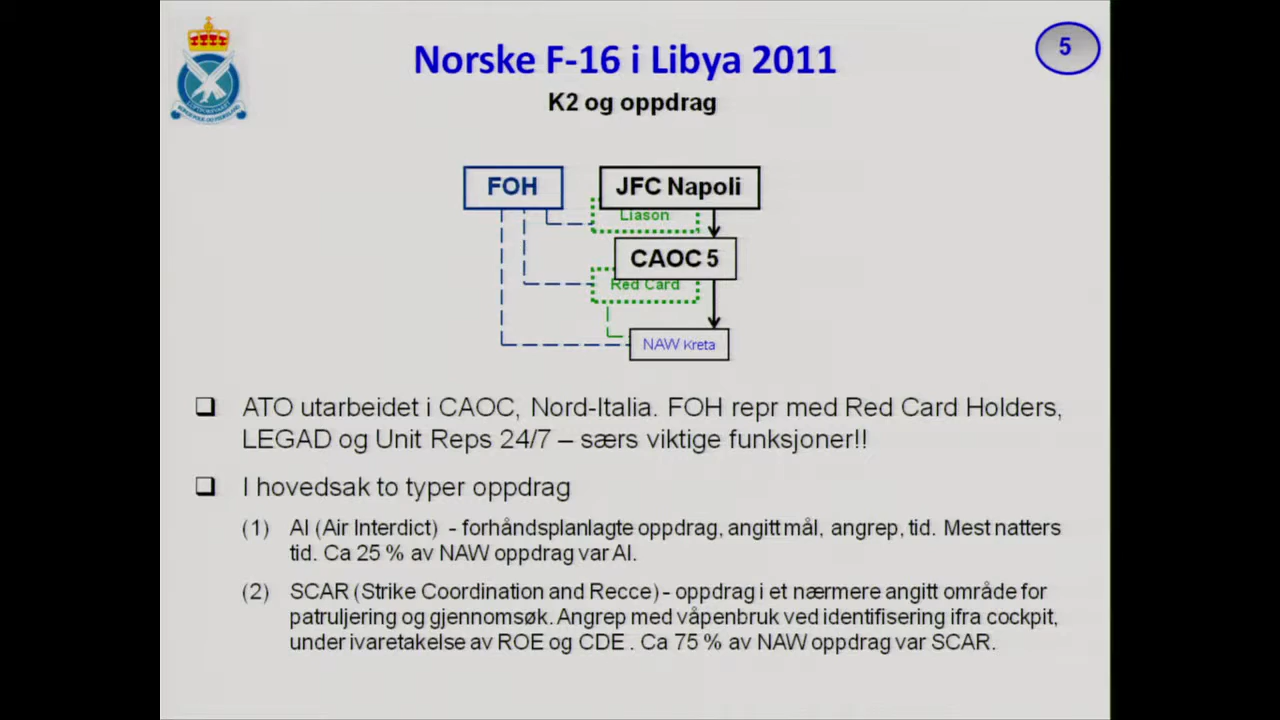 Norske F-16 i Libya 2011
5
K2 og oppdrag
FOH
JFC Napoli
Liason
CAOC 5
Red Card
NAW Kreta
ATO utarbeidet i CAOC, Nord-Italia. FOH repr med Red Card Holders,
LEGAD og Unit Reps 24/7 – særs viktige funksjoner!!
I hovedsak to typer oppdrag
(1) AI (Air Interdict) - forhåndsplanlagte oppdrag, angitt mål, angrep, tid. Mest natters
tid. Ca 25 % av NAW oppdrag var AI.
(2) SCAR (Strike Coordination and Recce) - oppdrag i et nærmere angitt område for
patruljering og gjennomsøk. Angrep med våpenbruk ved identifisering ifra cockpit,
under ivaretakelse av ROE og CDE . Ca 75 % av NAW oppdrag var SCAR.